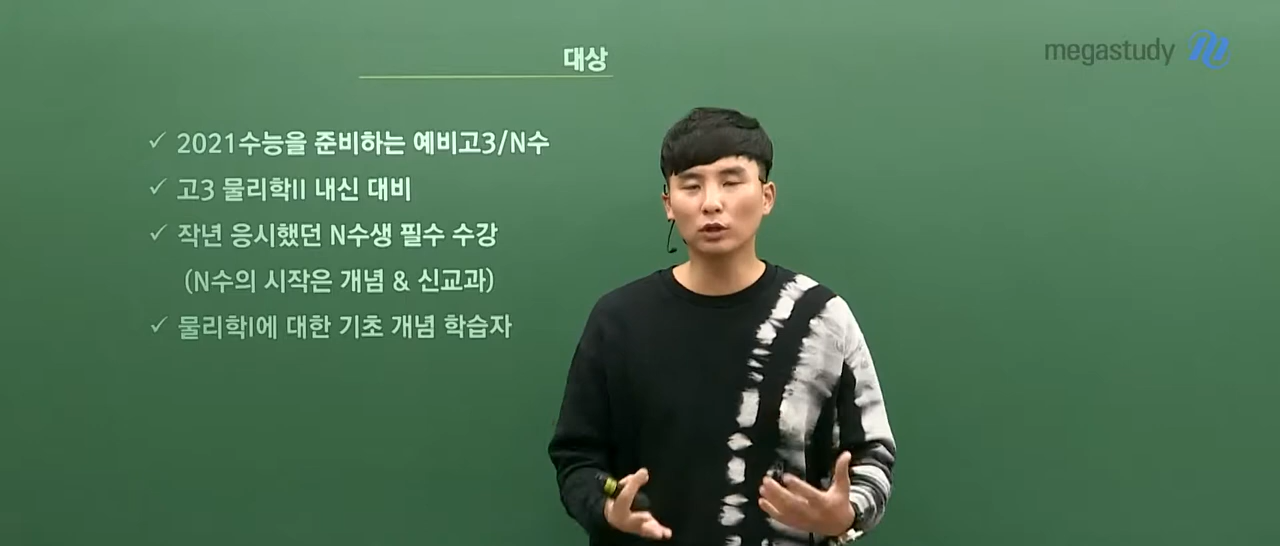 대상
megastudy
✓ 2021수능을 준비하는 예비고3/N수
✓ 고3 물리학II 내신 대비
✓ 작년 응시했던 N수생 필수 수강
(N수의 시작은 개념 & 신교과)
✓ 물리학I에 대한 기초 개념 학습자